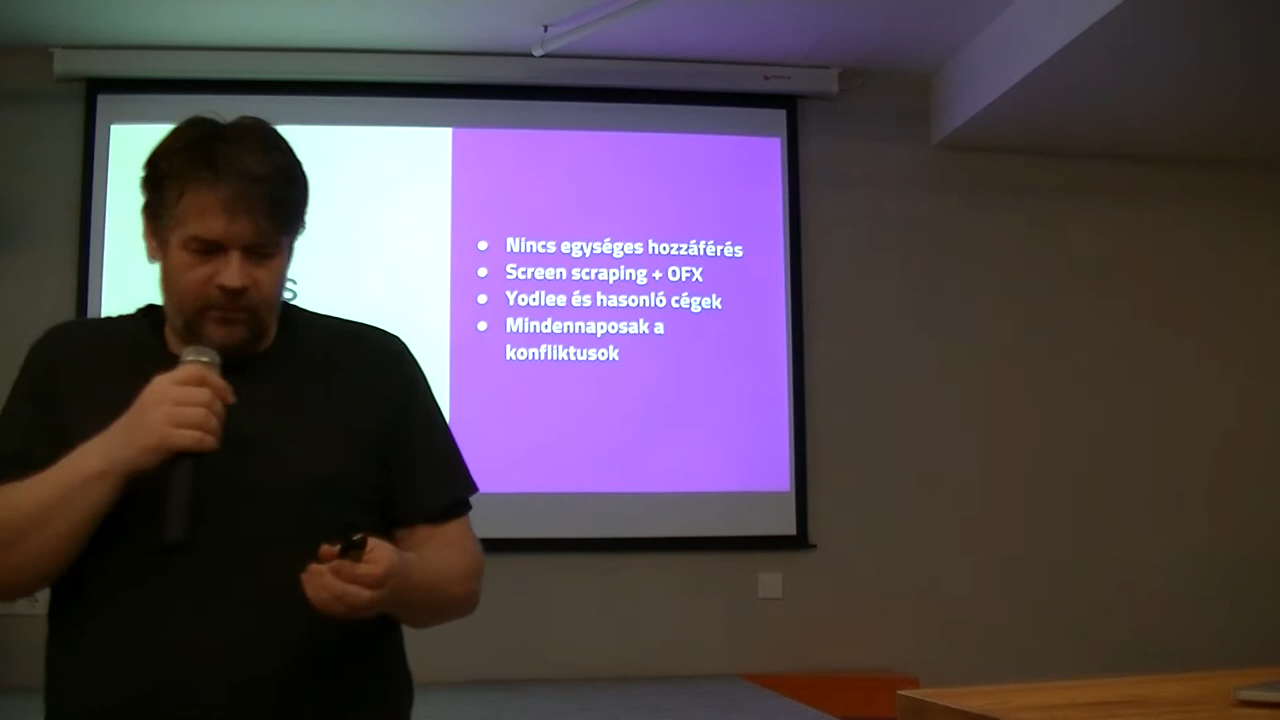 ● Nincs egységes hozzáférés
● Screen scraping + OFX
● Yodlee és hasonló cégek
● Mindennaposak a
konfliktusok